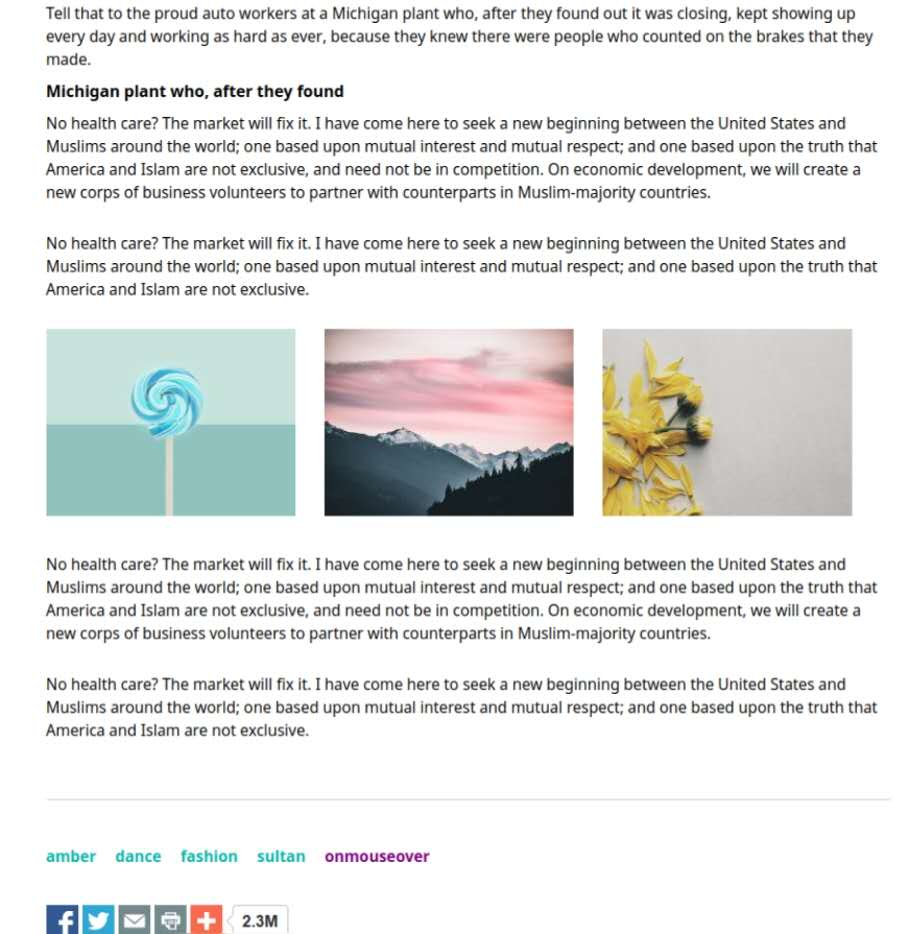 Tell that to the proud auto workers at a Michigan plant who, after they found out it was closing, kept showing up
every day and working as hard as ever, because they knew there were people who counted on the brakes that they
made.
Michigan plant who, after they found
No health care? The market will fix it. I have come here to seek a new beginning between the United States and
Muslims around the world; one based upon mutual interest and mutual respect; and one based upon the truth that
America and Islam are not exclusive, and need not be in competition. On economic development, we will create a
new corps of business volunteers to partner with counterparts in Muslim-majority countries.
No health care? The market will fix it. I have come here to seek a new beginning between the United States and
Muslims around the world; one based upon mutual interest and mutual respect; and one based upon the truth that
America and Islam are not exclusive.
No health care? The market will fix it. I have come here to seek a new beginning between the United States and
Muslims around the world; one based upon mutual interest and mutual respect; and one based upon the truth that
America and Islam are not exclusive, and need not be in competition. On economic development, we will create a
new corps of business volunteers to partner with counterparts in Muslim-majority countries.
No health care? The market will fix it. I have come here to seek a new beginning between the United States and
Muslims around the world; one based upon mutual interest and mutual respect; and one based upon the truth that
America and Islam are not exclusive.
amber dance fashion sultan onmouseover
2.3M